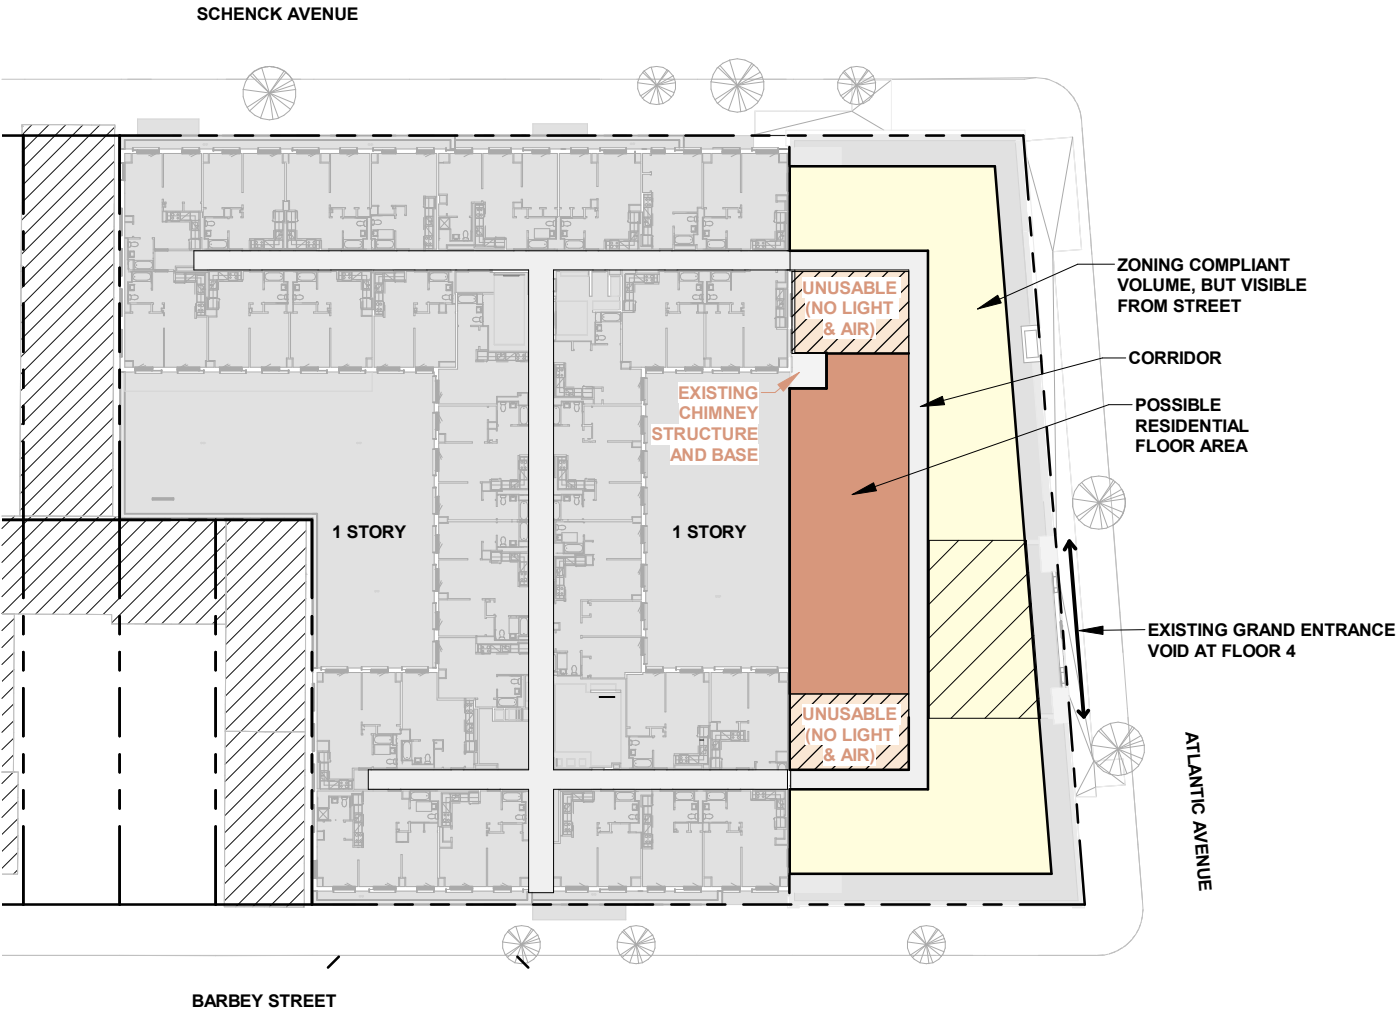 SCHENCK AVENUE
ZONING COMPLIANT
VOLUME, BUT VISIBLE
FROM STREET
UNUSABLE
(NO LIGHT
& AIR)
CORRIDOR
EXISTING
CHIMNEY
STRUCTURE
AND BASE
POSSIBLE
RESIDENTIAL
FLOOR AREA
1 STORY
1 STORY
EXISTING GRAND ENTRANCE
VOID AT FLOOR 4
UNUSABLE
(NO LIGHT
& AIR)
ATLANTIC AVENUE
BARBEY STREET